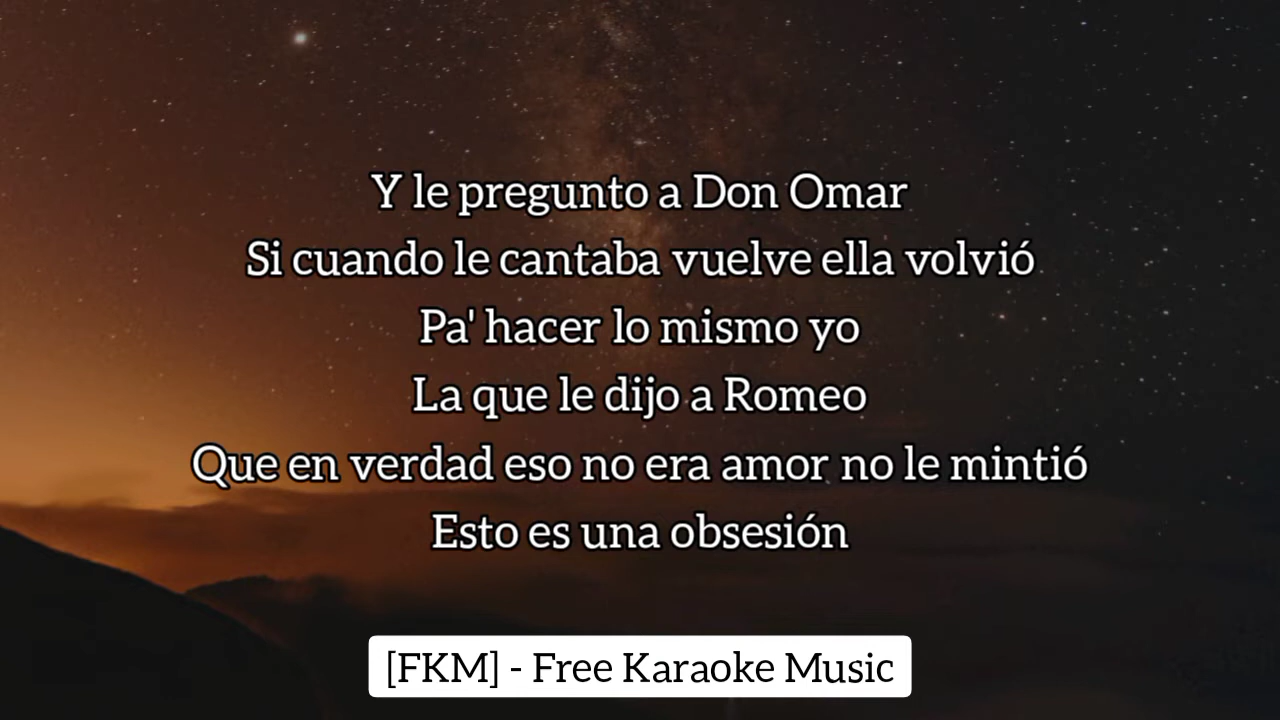 Y le pregunto a Don Omar
Si cuando le cantaba vuelve ella volvió
Pa' hacer lo mismo yo
La que le dijo a Romeo
Que en verdad eso no era amor no le mintió
Esto es una obsesión
[FKM] - Free Karaoke Music